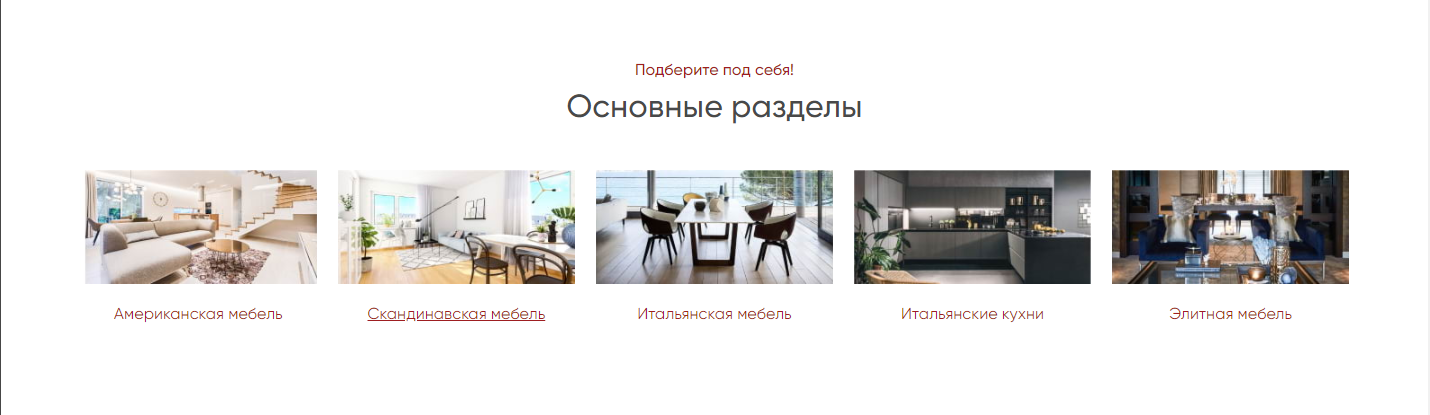 Подберите под себя!
Основные разделы
Американская мебель
Скандинавская мебель
Итальянская мебель
Итальянские кухни
Элитная мебель